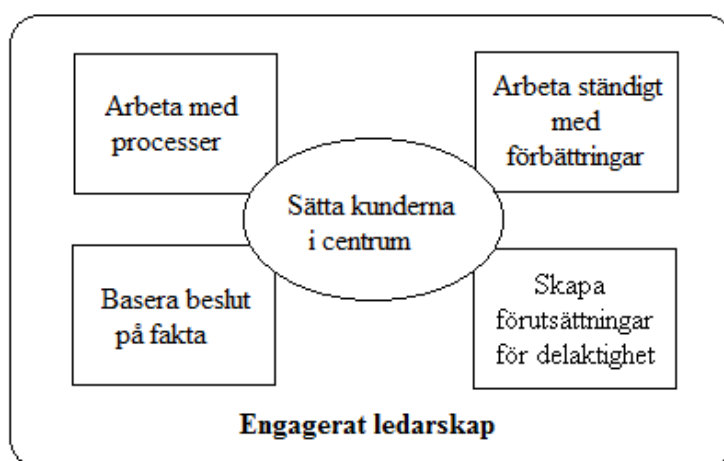 Arbeta med
processer
Arbeta ständigt
med
förbättringar
Sätta kunderna
i centrum
Basera beslut
på fakta
Skapa
förutsättningar
för delaktighet
Engagerat ledarskap